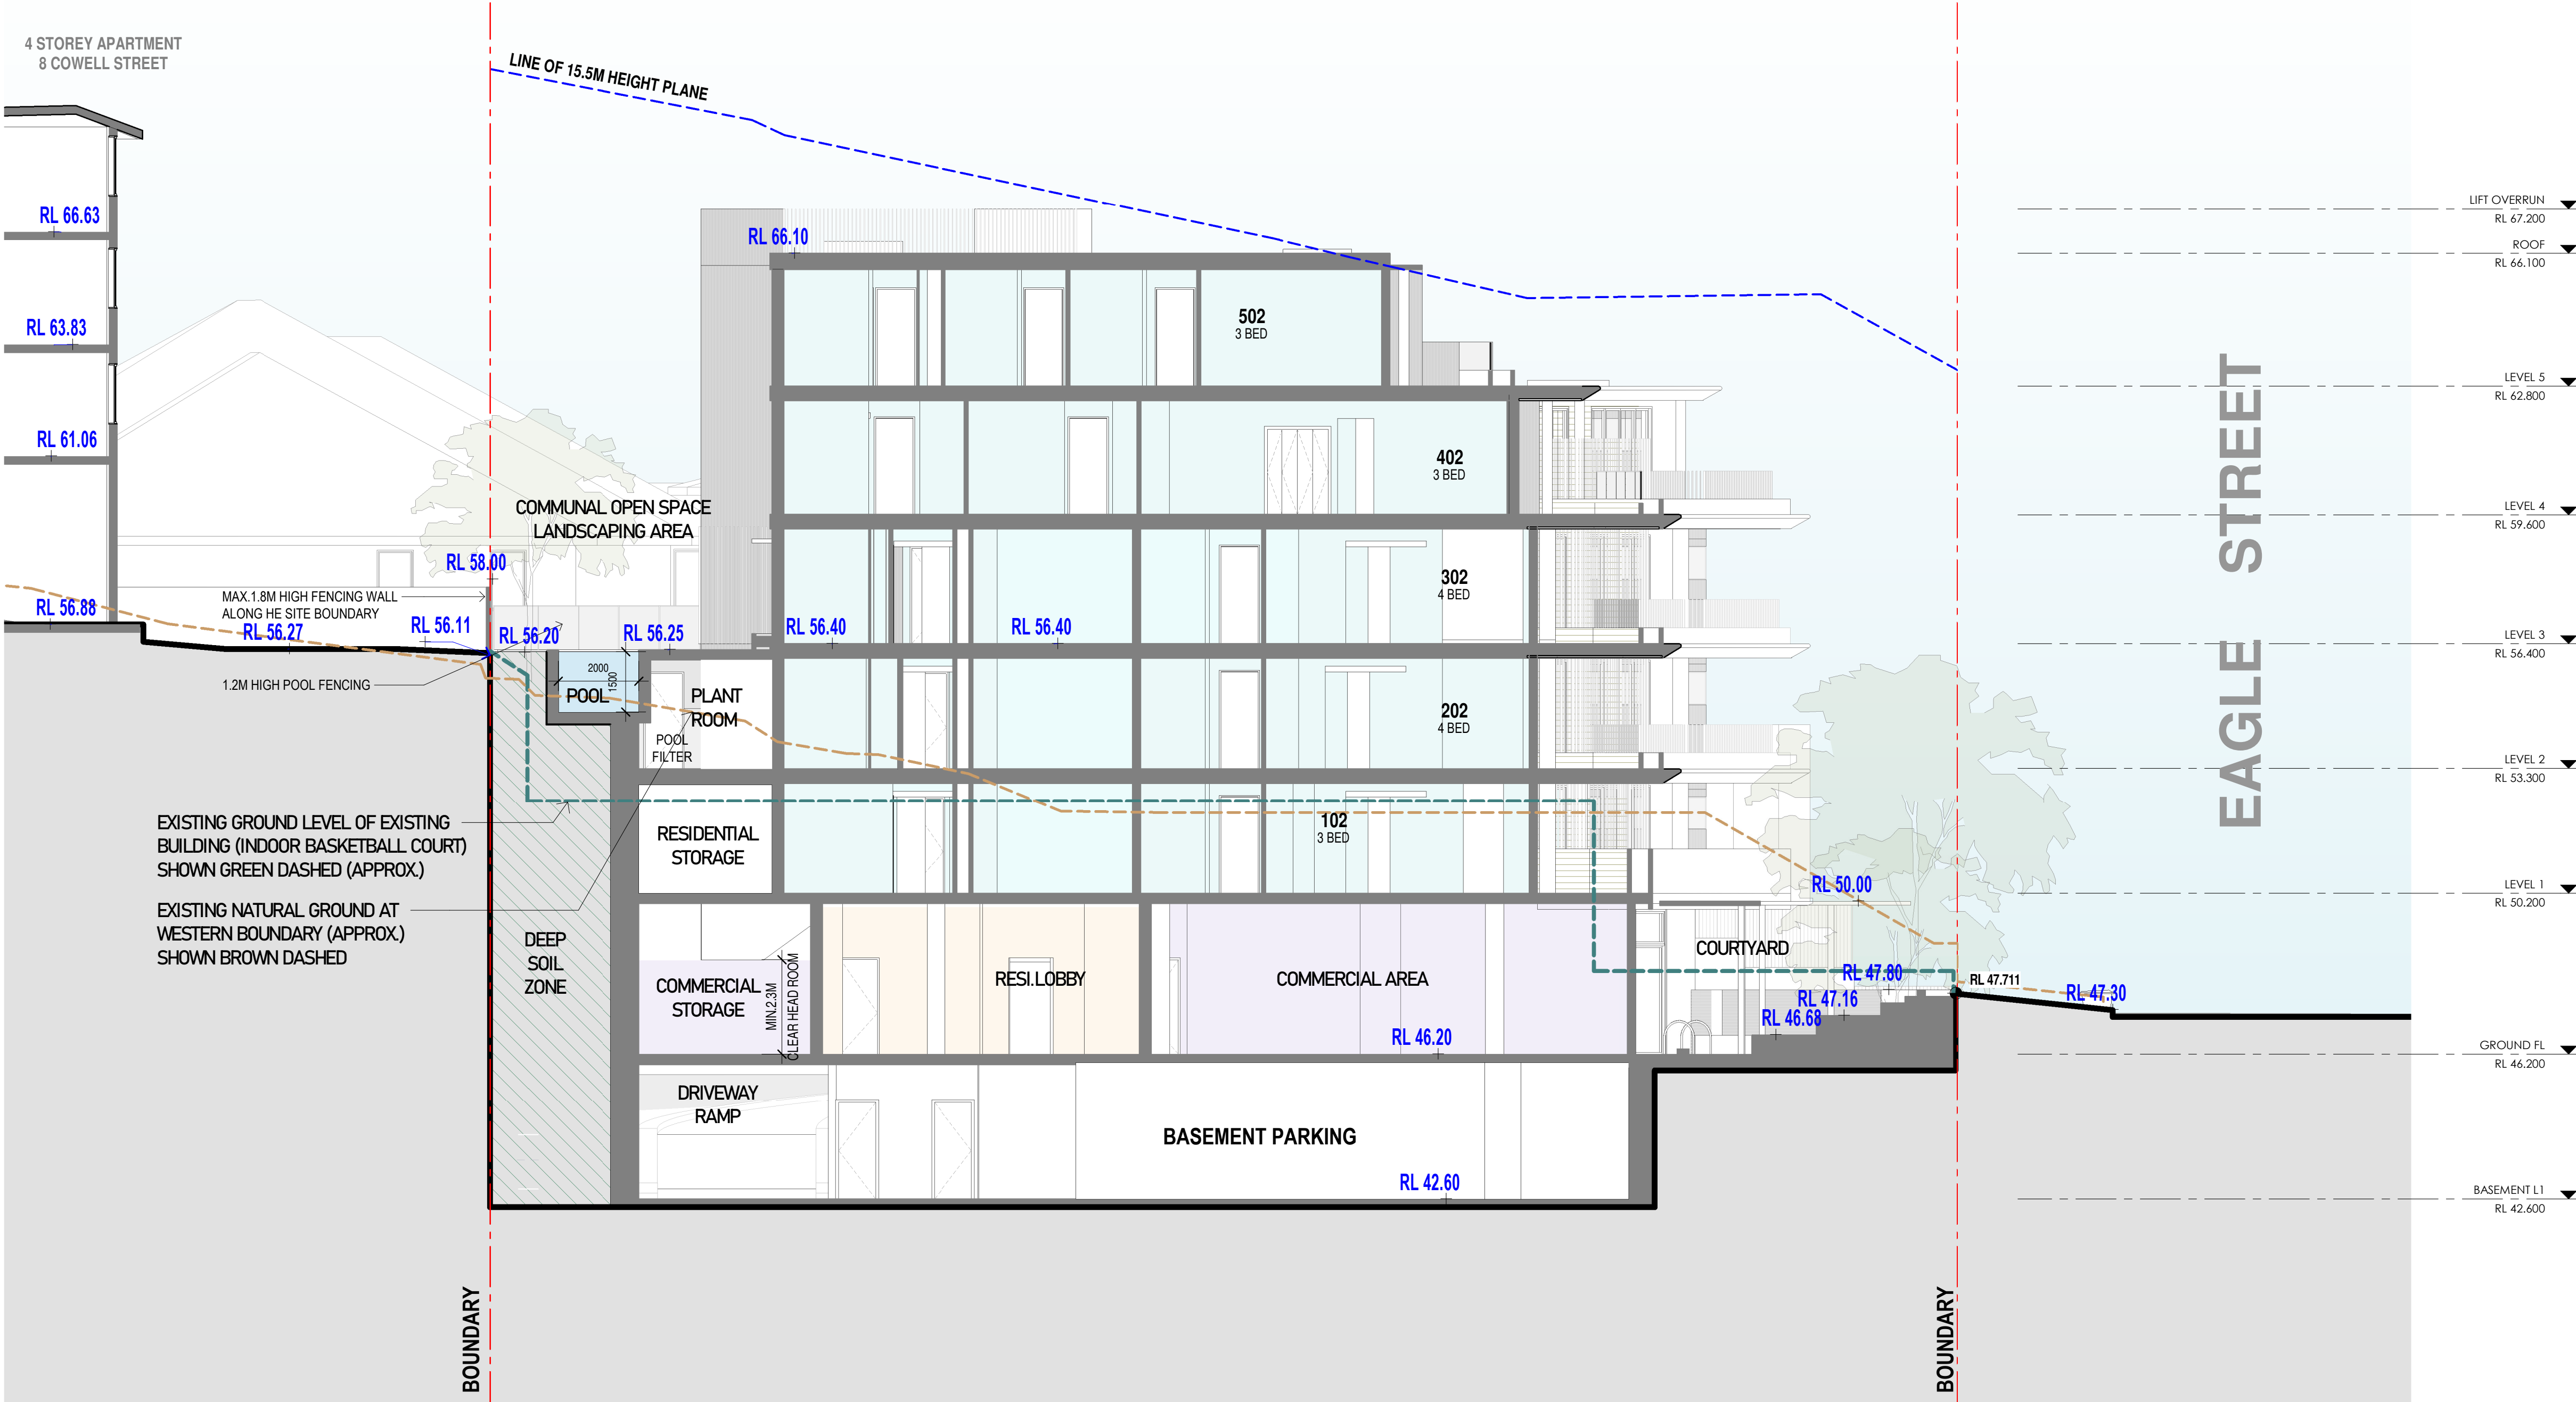 4 STOREY APARTMENT
8 COWELL STREET
LINE OF 15.5M HEIGHT PLANE
LIFT OVERRUN
RL 67.200
RL 66.63
RL 66.10
ROOF
RL 66.100
502
3 BED
RL 63.83
LEVEL 5
RL 62.800
RL 61.06
402
3 BED
COMMUNAL OPEN SPACE
LANDSCAPING AREA
LEVEL 4
RL 59.600
RL 58.00
302
4 BED
MAX.1.8M HIGH FENCING WALL
ALONG HE SITE BOUNDARY
RL 56.88
RL 56.27
RL 56.11
RL 56.20
RL 56.25
RL 56.40
RL 56.40
LEVEL 3
RL 56.400
1.2M HIGH POOL FENCING
2000
1500
POOL
PLANT
ROOM
POOL
FILTER
202
4 BED
LEVEL 2
RL 53.300
EAGLE STREET
EXISTING GROUND LEVEL OF EXISTING
BUILDING (INDOOR BASKETBALL COURT)
SHOWN GREEN DASHED (APPROX.)
RESIDENTIAL
STORAGE
102
3 BED
RL 50.00
LEVEL 1
RL 50.200
EXISTING NATURAL GROUND AT
WESTERN BOUNDARY (APPROX.)
SHOWN BROWN DASHED
DEEP
SOIL
ZONE
COMMERCIAL
STORAGE
MIN.2.3M
CLEAR HEAD ROOM
RESI.LOBBY
COMMERCIAL AREA
COURTYARD
RL 47.80
RL 47.711
RL 47.16
RL 47.30
RL 46.68
RL 46.20
GROUND FL
RL 46.200
DRIVEWAY
RAMP
BASEMENT PARKING
RL 42.60
BASEMENT L1
RL 42.600
BOUNDARY
BOUNDARY